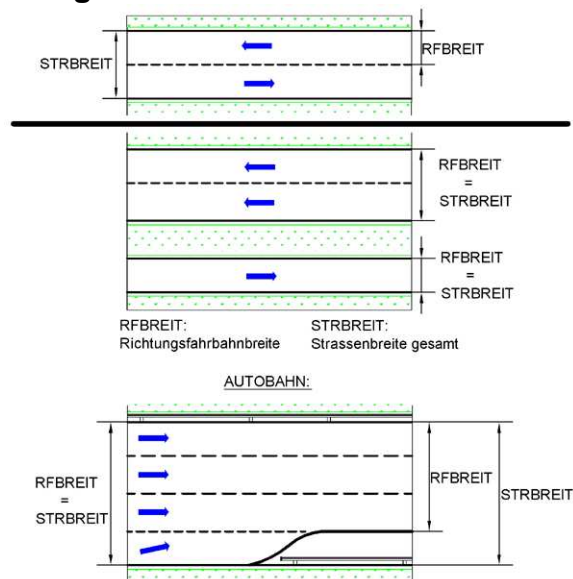 STRBREIT
RFBREIT
RFBREIT
=
STRBREIT
RFBREIT
=
STRBREIT
RFBREIT:
Richtungsfahrbahnbreite
STRBREIT:
Strassenbreite gesamt
AUTOBAHN:
RFBREIT
=
STRBREIT
RFBREIT
STRBREIT